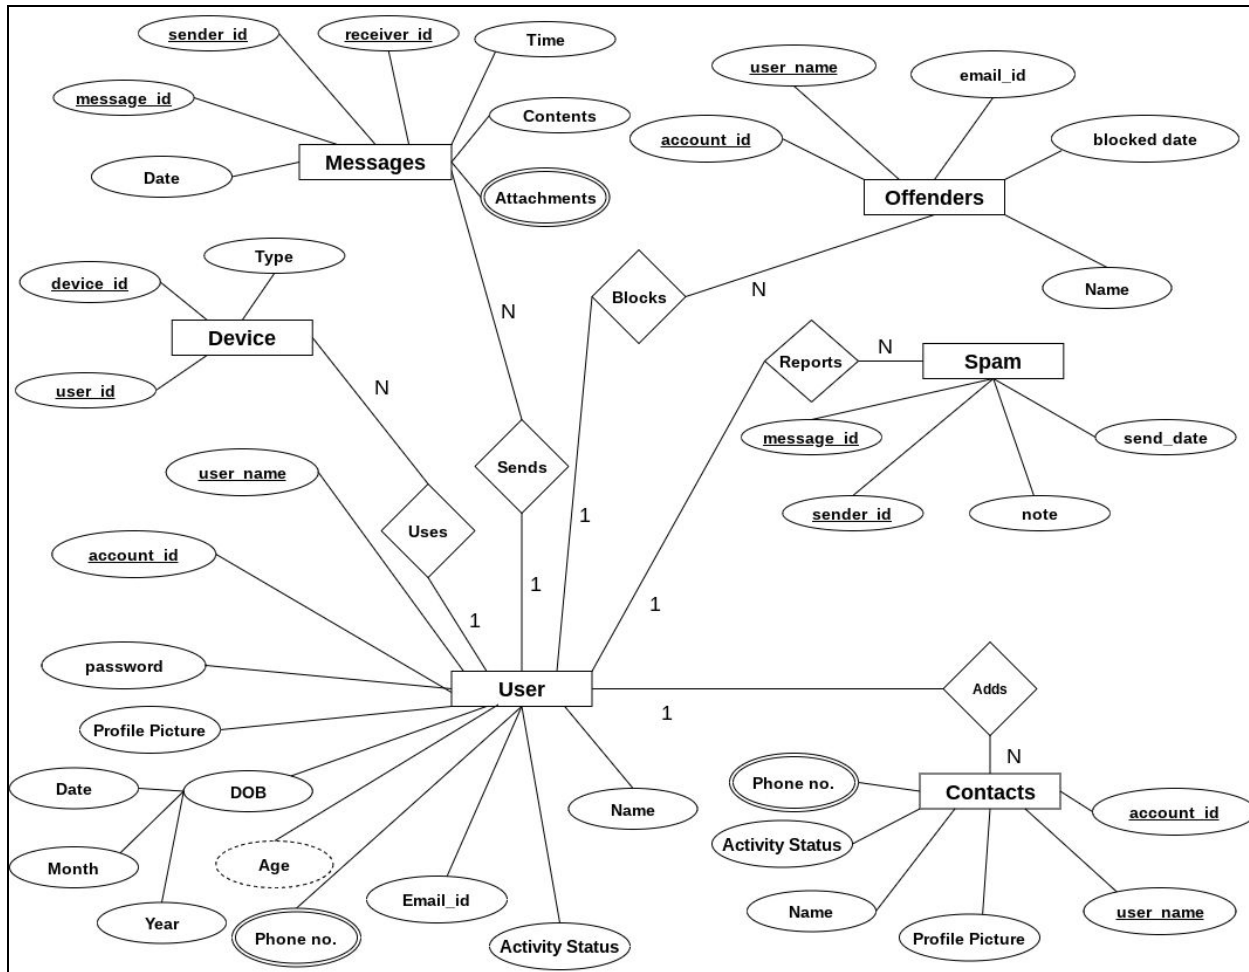 sender_id
receiver_id
Time
message_id
Contents
Messages
Date
Attachments
user_name
email_id
account_id
blocked date
Offenders
Name
Type
device_id
Device
user_id
N
N
Blocks
N
Reports
N
Spam
message_id
send_date
sender_id
note
Sends
Uses
1
1
1
1
user_name
account_id
password
Profile Picture
User
1
Adds
N
Date
DOB
Month
Year
Age
Phone no.
Email_id
Activity Status
Name
Phone no.
Contacts
account_id
Activity Status
Name
Profile Picture
user_name